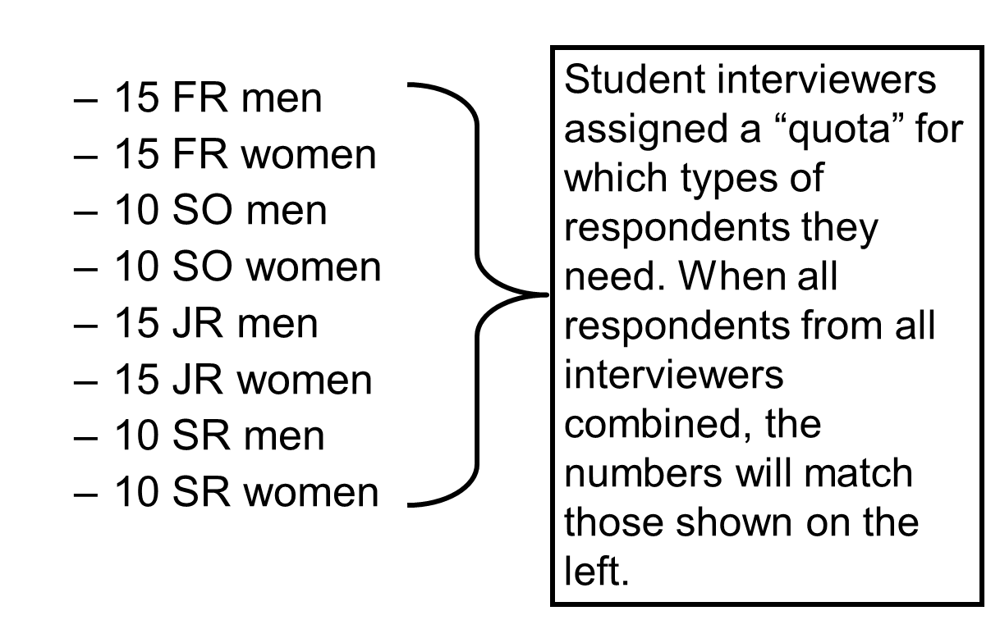 – 15 FR men
– 15 FR women
– 10 SO men
– 10 SO women
– 15 JR men
– 15 JR women
– 10 SR men
– 10 SR women
Student interviewers
assigned a “quota” for
which types of
respondents they
need. When all
respondents from all
interviewers
combined, the
numbers will match
those shown on the
left.